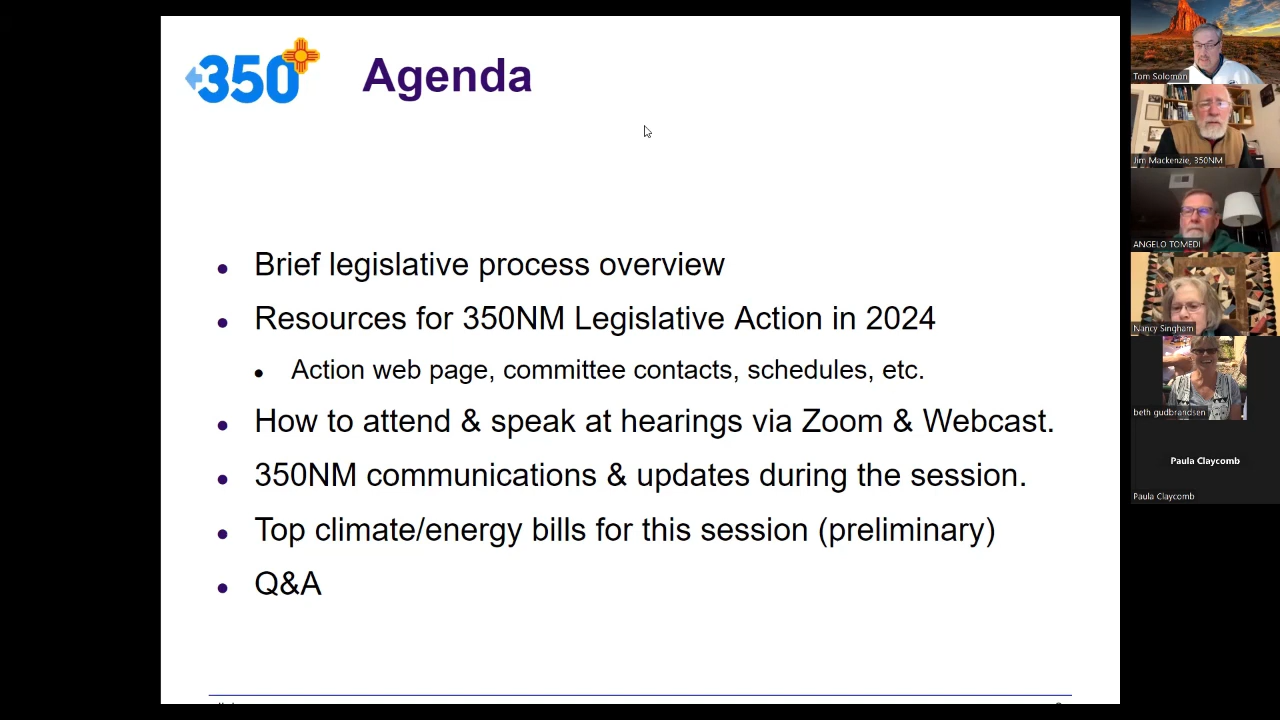 350
Agenda
Brief legislative process overview
Resources for 350NM Legislative Action in 2024
Action web page, committee contacts, schedules, etc.
How to attend & speak at hearings via Zoom & Webcast.
350NM communications & updates during the session.
Top climate/energy bills for this session (preliminary)
Q&A
Tom Solomon
Jim Mackenzie, 350NM
ANGELO TOMEDI
Nancy Singham
beth gudbrandsen
Paula Claycomb
Paula Claycomb